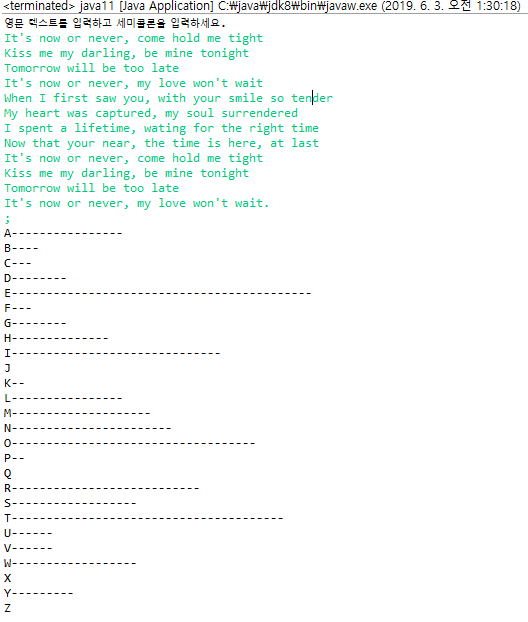 <terminated> java11 [Java Application] C:₩java₩jdk8₩bin₩javaw.exe (2019. 6. 3. 오전 1:30:18)
영문 텍스트를 입력하고 세미콜론을 입력하세요.
It's now or never, come hold me tight
Kiss me my darling, be mine tonight
Tomorrow will be too late
It's now or never, my love won't wait
When I first saw you, with your smile so tender
My heart was captured, my soul surrendered
I spent a lifetime, wating for the right time
Now that your near, the time is here, at last
It's now or never, come hold me tight
Kiss me my darling, be mine tonight
Tomorrow will be too late
It's now or never, my love won't wait.
;
A----------------
B----
C---
D--------
E-------------------------------------------
F---
G--------
H--------------
I------------------------------
J
K--
L----------------
M--------------------
N-----------------------
O-----------------------------------
P--
Q
R---------------------------
S------------------
T---------------------------------------
U------
V------
W------------------
X
Y---------
Z